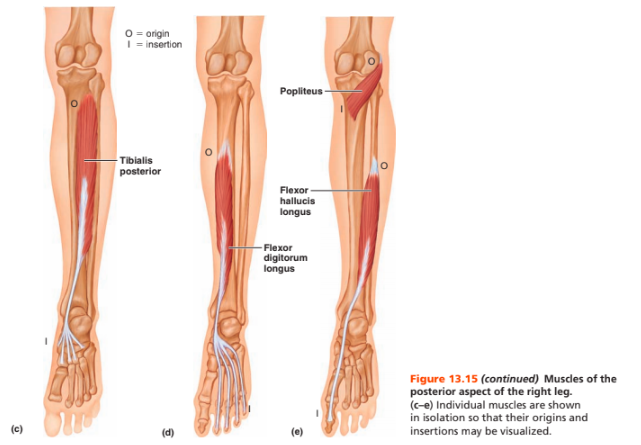 O = origin
I = insertion
O
Tibialis
posterior
I
(c)
O
Flexor
digitorum
longus
I
(d)
O
Popliteus
I
O
Flexor
hallucis
longus
I
(e)
Figure 13.15 (continued) Muscles of the
posterior aspect of the right leg.
(c–e) Individual muscles are shown
in isolation so that their origins and
insertions may be visualized.